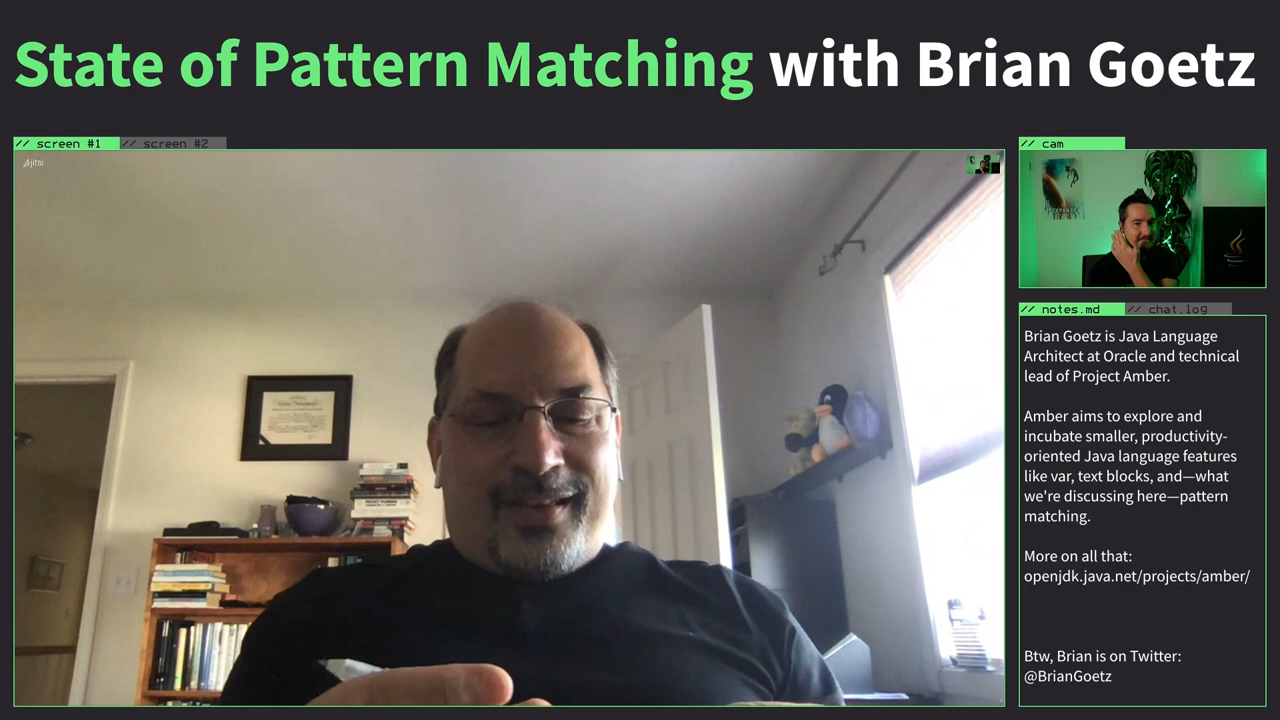 State of Pattern Matching with Brian Goetz
// screen #1 // screen #2
// cam
jitsi
// notes.md // chat.log
Brian Goetz is Java Language
Architect at Oracle and technical
lead of Project Amber.
Amber aims to explore and
incubate smaller, productivity-
oriented Java language features
like var, text blocks, and—what
we're discussing here—pattern
matching.
More on all that:
openjdk.java.net/projects/amber/
Btw, Brian is on Twitter:
@BrianGoetz